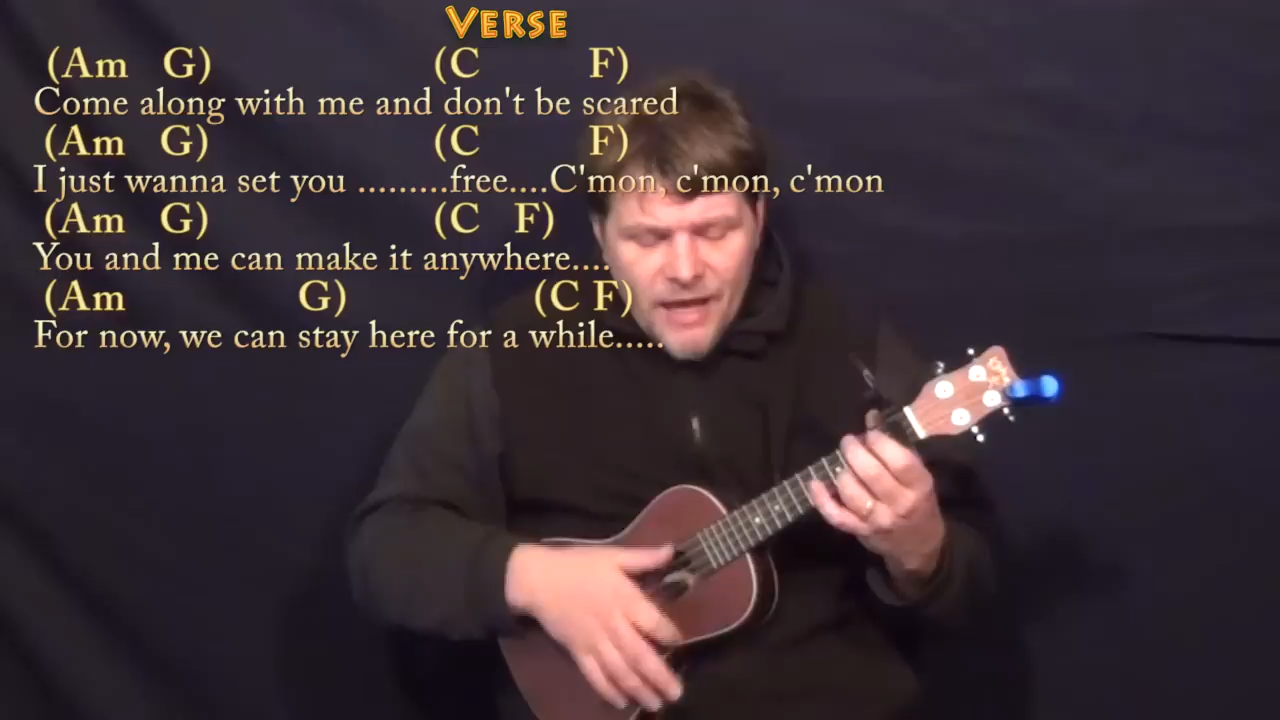 VERSE
(Am G) (C F)
Come along with me and don't be scared
(Am G) (C F)
I just wanna set you .........free....C'mon, c'mon, c'mon
(Am G) (C F)
You and me can make it anywhere....
(Am G) (C F)
For now, we can stay here for a while.....